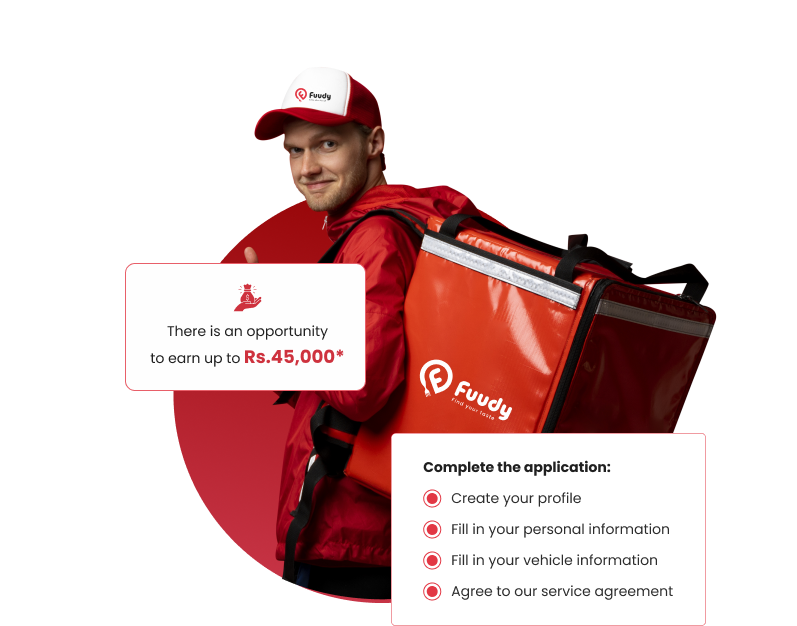 Fuudy
There is an opportunity
to earn up to Rs.45,000*
Fuudy
Find your taste
Complete the application:
Create your profile
Fill in your personal information
Fill in your vehicle information
Agree to our service agreement